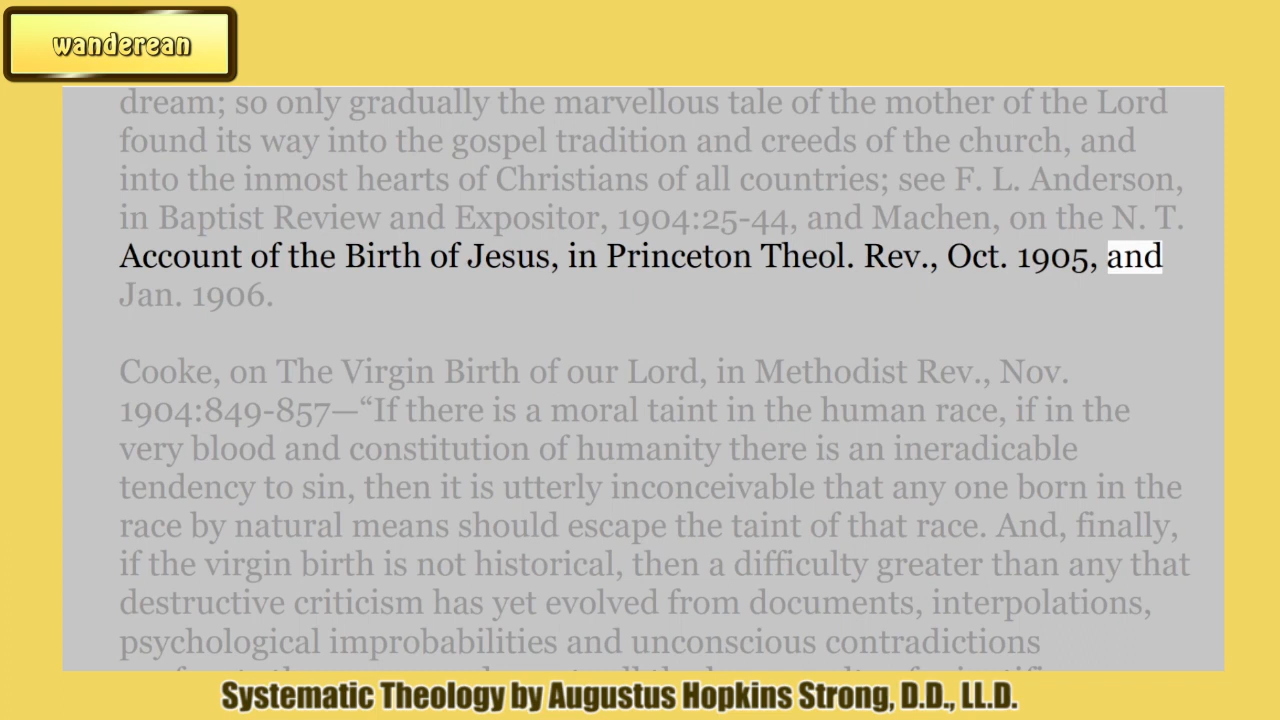 wanderean
dream; so only gradually the marvellous tale of the mother of the Lord
found its way into the gospel tradition and creeds of the church, and
into the inmost hearts of Christians of all countries; see F. L. Anderson,
in Baptist Review and Expositor, 1904:25-44, and Machen, on the N. T.
Account of the Birth of Jesus, in Princeton Theol. Rev., Oct. 1905, and
Jan. 1906.
Cooke, on The Virgin Birth of our Lord, in Methodist Rev., Nov.
1904:849-857—“If there is a moral taint in the human race, if in the
very blood and constitution of humanity there is an ineradicable
tendency to sin, then it is utterly inconceivable that any one born in the
race by natural means should escape the taint of that race. And, finally,
if the virgin birth is not historical, then a difficulty greater than any that
destructive criticism has yet evolved from documents, interpolations,
psychological improbabilities and unconscious contradictions
Systematic Theology by Augustus Hopkins Strong, D.D., LL.D.